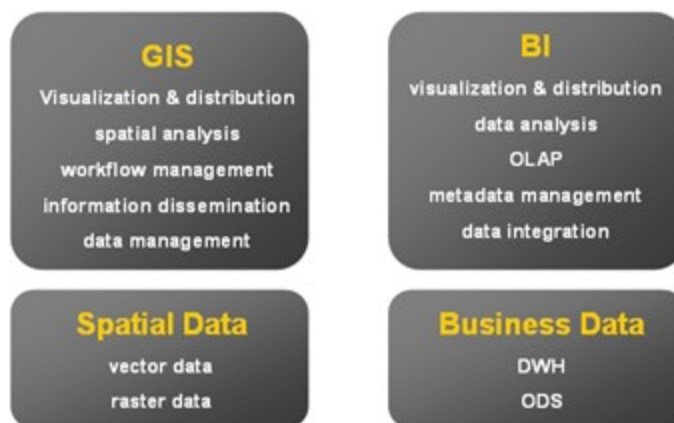 GIS
Visualization & distribution
spatial analysis
workflow management
information dissemination
data management
BI
visualization & distribution
data analysis
OLAP
metadata management
data integration
Spatial Data
vector data
raster data
Business Data
DWH
ODS